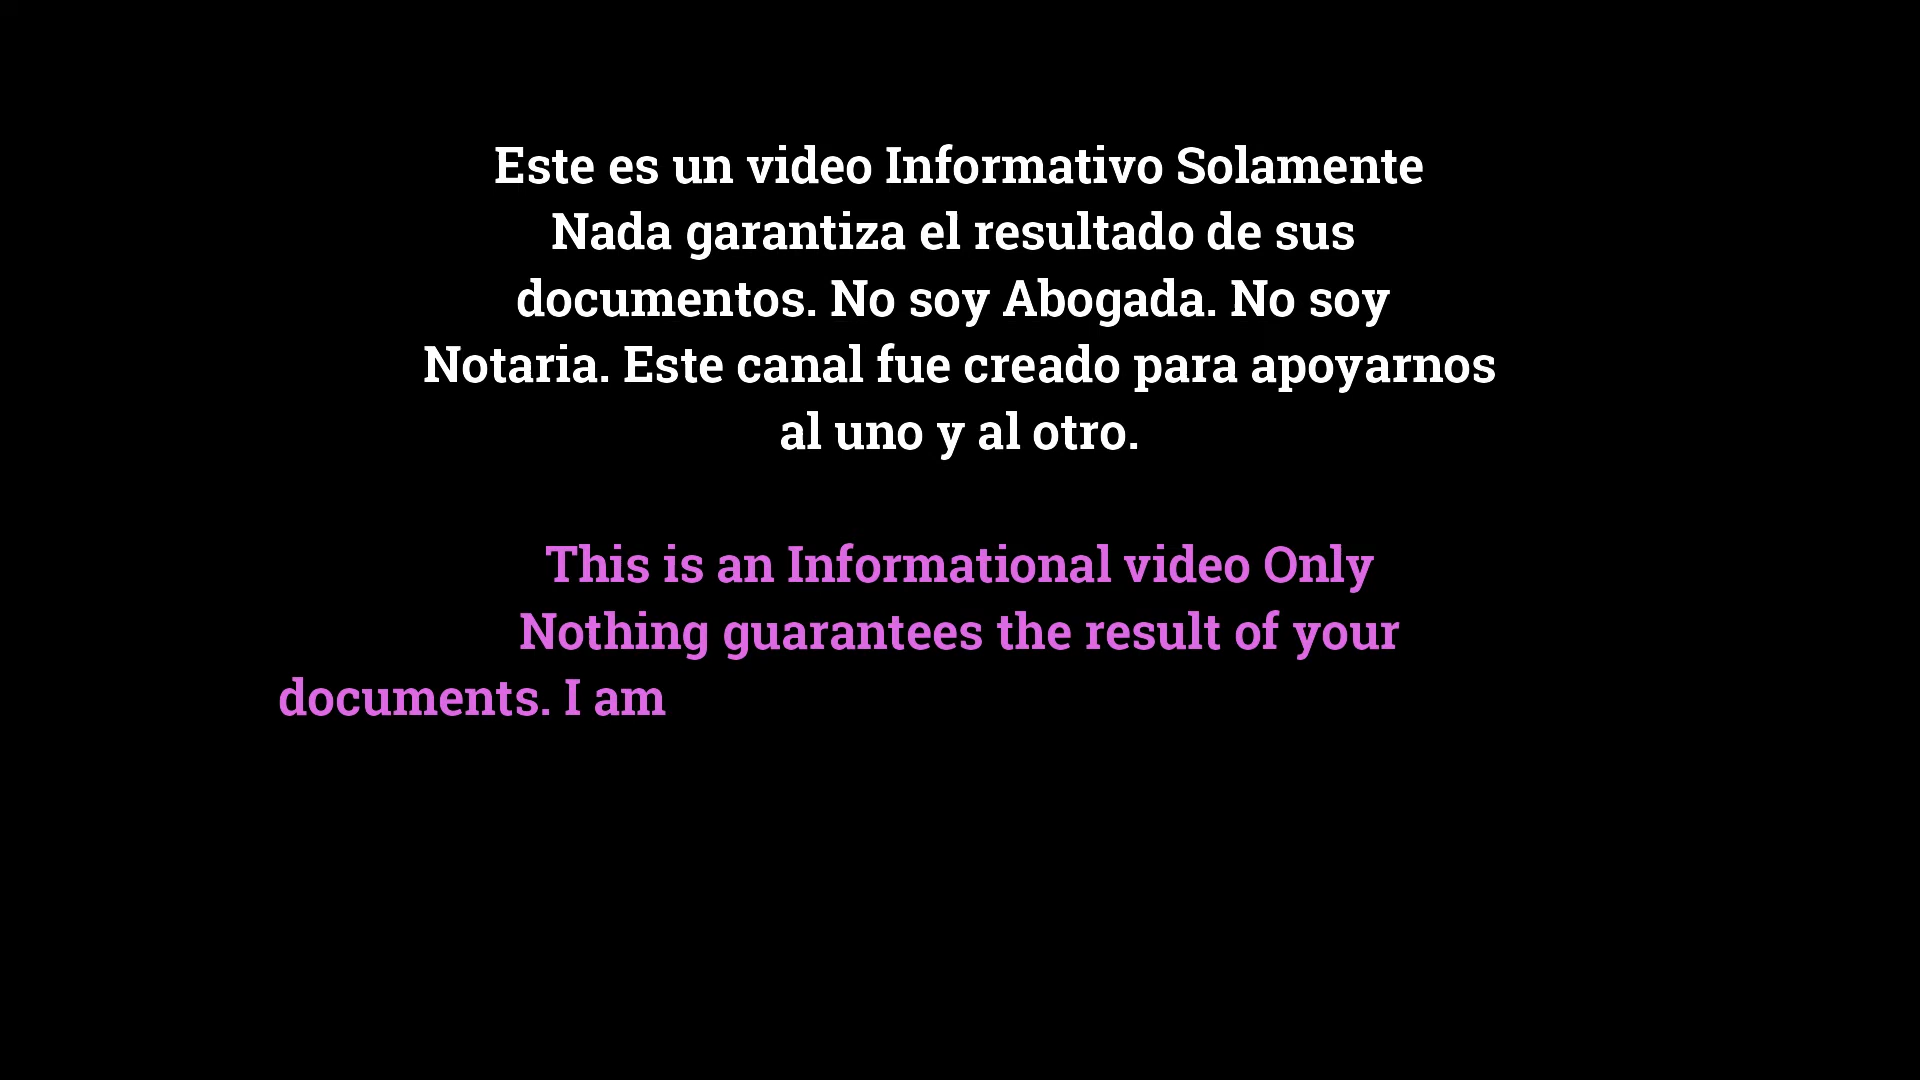 Este es un video Informativo Solamente
Nada garantiza el resultado de sus
documentos. No soy Abogada. No soy
Notaria. Este canal fue creado para apoyarnos
al uno y al otro.
This is an Informational video Only
Nothing guarantees the result of your
documents. I am